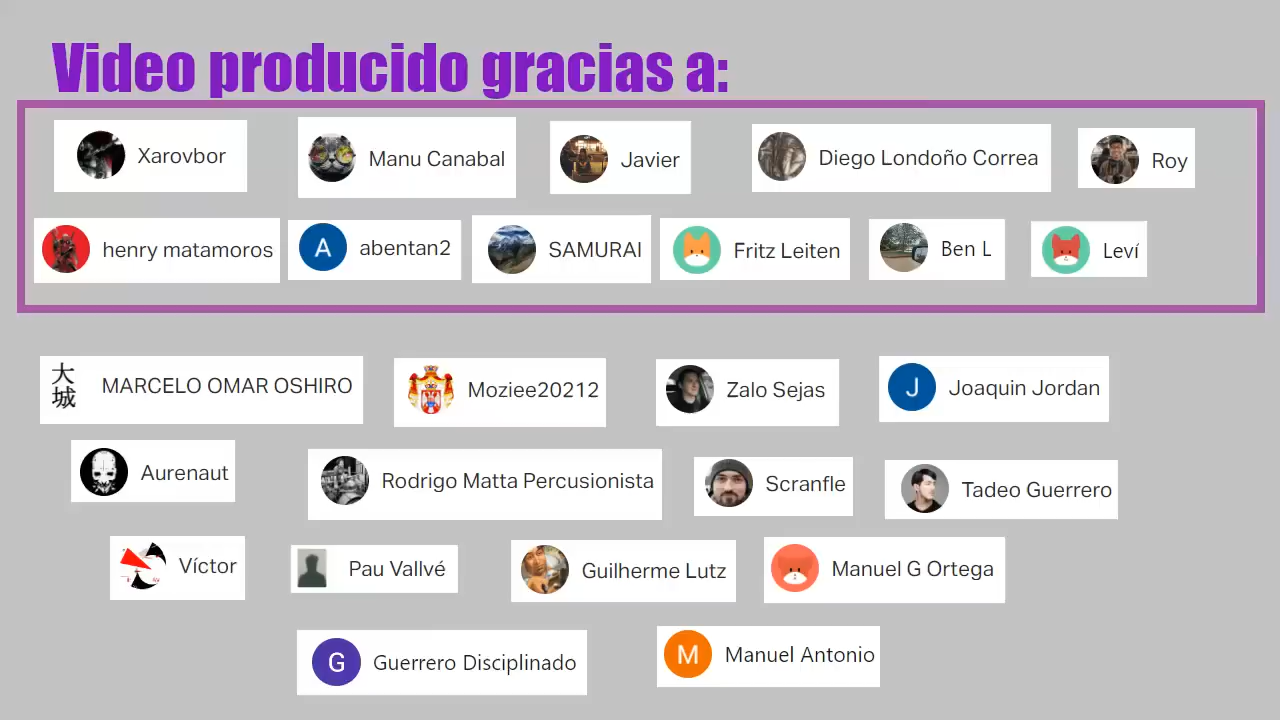 Video producido gracias a:
Xarovbor
Manu Canabal
Javier
Diego Londoño Correa
Roy
henry matamoros
A
abentan2
SAMURAI
Fritz Leiten
Ben L
Leví
大
城
MARCELO OMAR OSHIRO
Moziee20212
Zalo Sejas
J
Joaquin Jordan
Aurenaut
Rodrigo Matta Percusionista
Scranfle
Tadeo Guerrero
Víctor
Pau Vallvé
Guilherme Lutz
Manuel G Ortega
G
Guerrero Disciplinado
M
Manuel Antonio